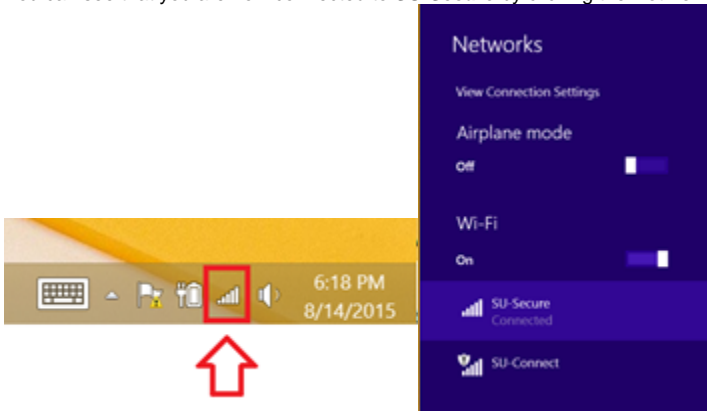 Networks
View Connection Settings
Airplane mode
Off
Wi-Fi
On
SU-Secure
Connected
SU-Connect
6:18 PM
8/14/2015